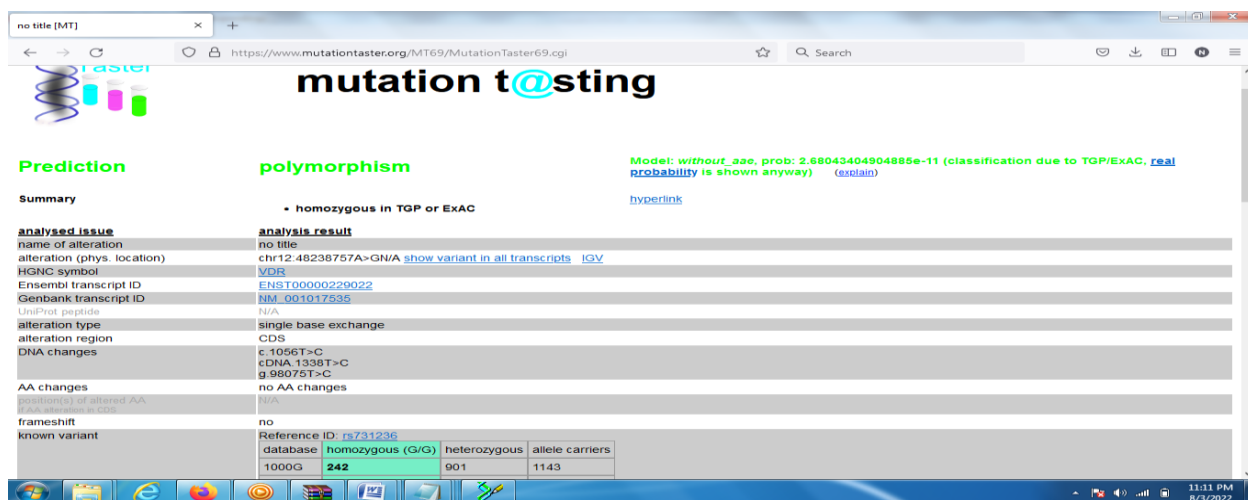 no title [MT]
https://www.mutationtaster.org/MT69/MutationTaster69.cgi
Search
taster
mutation t@sting
Prediction polymorphism Model: without_aae, prob: 2.68043404904885e-11 (classification due to TGP/ExAC, real
probability is shown anyway) (explain)
Summary hyperlink
• homozygous in TGP or ExAC
analysed issue analysis result
name of alteration no title
alteration (phys. location) chr12:48238757A>GN/A show variant in all transcripts IGV
HGNC symbol VDR
Ensembl transcript ID ENST00000229022
Genbank transcript ID NM_001017535
UniProt peptide N/A
alteration type single base exchange
alteration region CDS
DNA changes c.1056T>C
cDNA.1338T>C
g.98075T>C
AA changes no AA changes
position(s) of altered AA N/A
if AA alteration in CDS
frameshift no
known variant Reference ID: rs731236
database homozygous (G/G) heterozygous allele carriers
1000G 242 901 1143
11:11 PM
8/3/2022